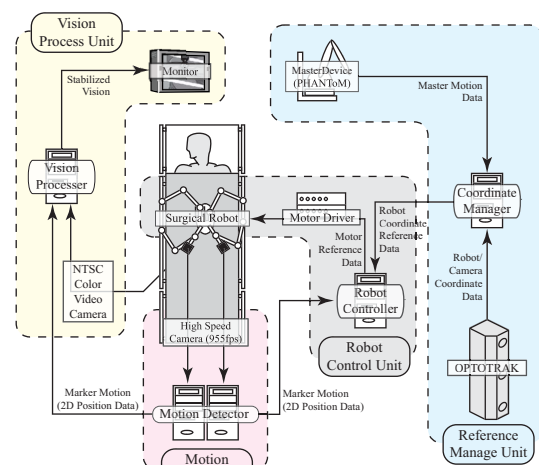 Vision
Process Unit
Stabilized
Vision
Monitor
MasterDevice
(PHANToM)
Master Motion
Data
Vision
Processer
Surgical Robot
Motor Driver
Robot
Coordinate
Reference
Data
Coordinate
Manager
Motor
Reference
Data
Robot/
Camera
Coordinate
Data
NTSC
Color
Video
Camera
Robot
Controller
High Speed
Camera (955fps)
Robot
Control Unit
OPTOTRAK
Marker Motion
(2D Position Data)
Motion Detector
Marker Motion
(2D Position Data)
Reference
Manage Unit
Motion